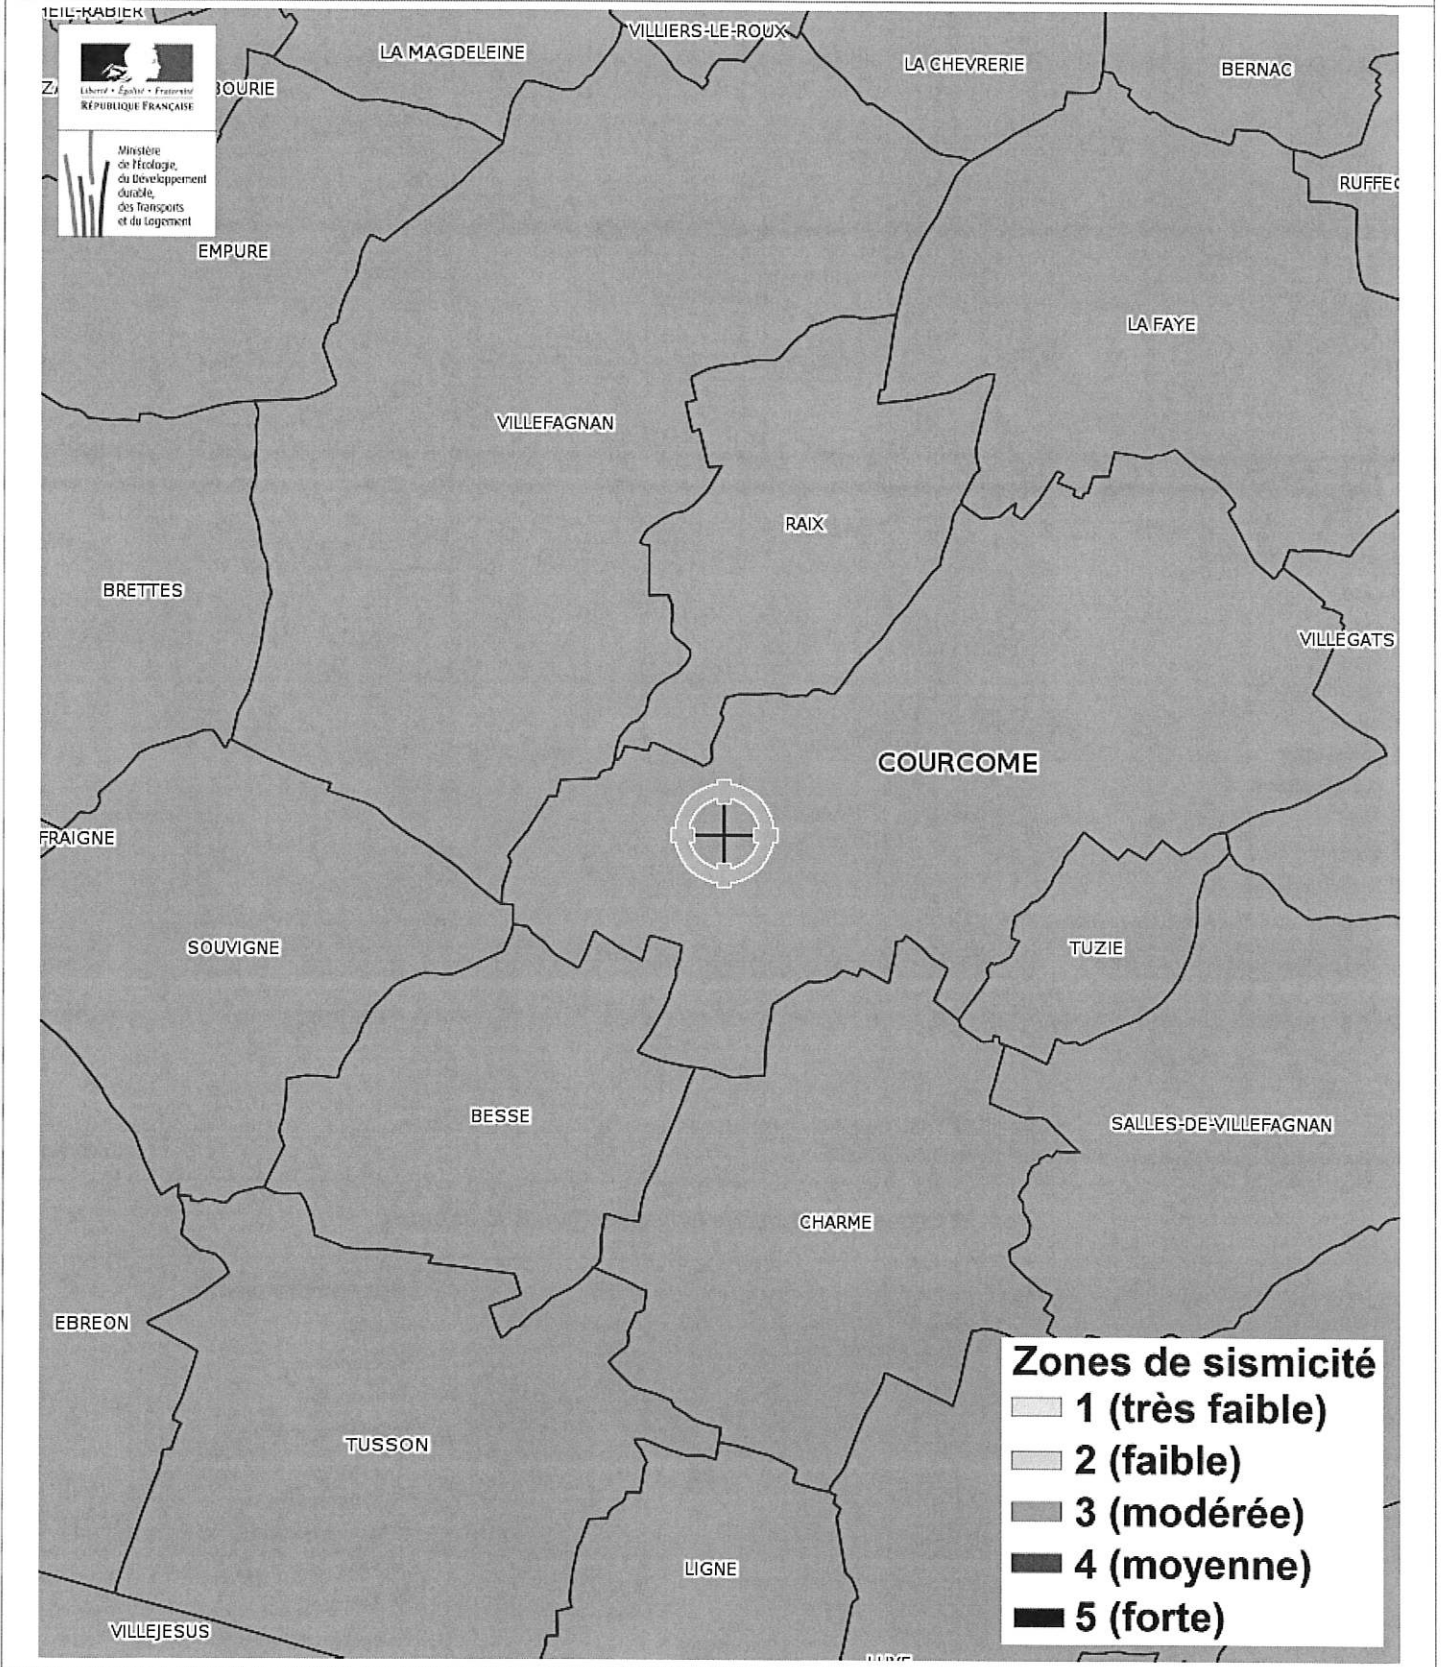 LA MAGDELEINE
VILLIERS-LE-ROUX
LA CHEVRERIE
BERNAC
Liberté • Égalité • Fraternité
RÉPUBLIQUE FRANÇAISE
BOURIE
Ministère
de l'Écologie,
du Développement
durable,
des Transports
et du Logement
RUFFEC
EMPURE
LA FAYE
VILLEFAGNAN
RAIX
BRETTES
VILLEGATS
COURCOME
FRAIGNE
SOUVIGNE
TUZIE
BESSE
SALLES-DE-VILLEFAGNAN
CHARME
EBREON
Zones de sismicité
1 (très faible)
2 (faible)
3 (modérée)
4 (moyenne)
5 (forte)
TUSSON
LIGNE
VILLEJESUS